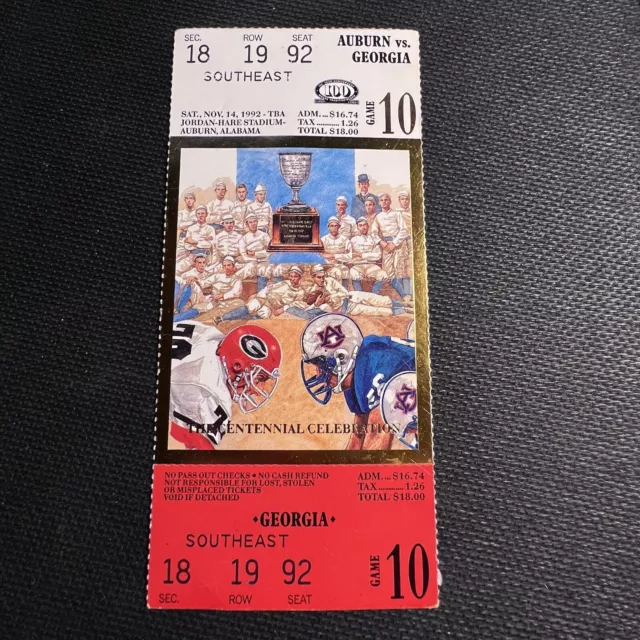 SEC. ROW SEAT
18 19 92
SOUTHEAST
AUBURN vs.
GEORGIA
100
SAT., NOV. 14, 1992 - TBA
JORDAN-HARE STADIUM-
AUBURN, ALABAMA
ADM. ... $16.74
TAX ............ 1.26
TOTAL $18.00
GAME 10
G
AU
THE CENTENNIAL CELEBRATION
NO PASS OUT CHECKS • NO CASH REFUND
NOT RESPONSIBLE FOR LOST, STOLEN
OR MISPLACED TICKETS
VOID IF DETACHED
ADM. ... $16.74
TAX ............ 1.26
TOTAL $18.00
GEORGIA
SOUTHEAST
18 19 92
SEC. ROW SEAT
GAME 10